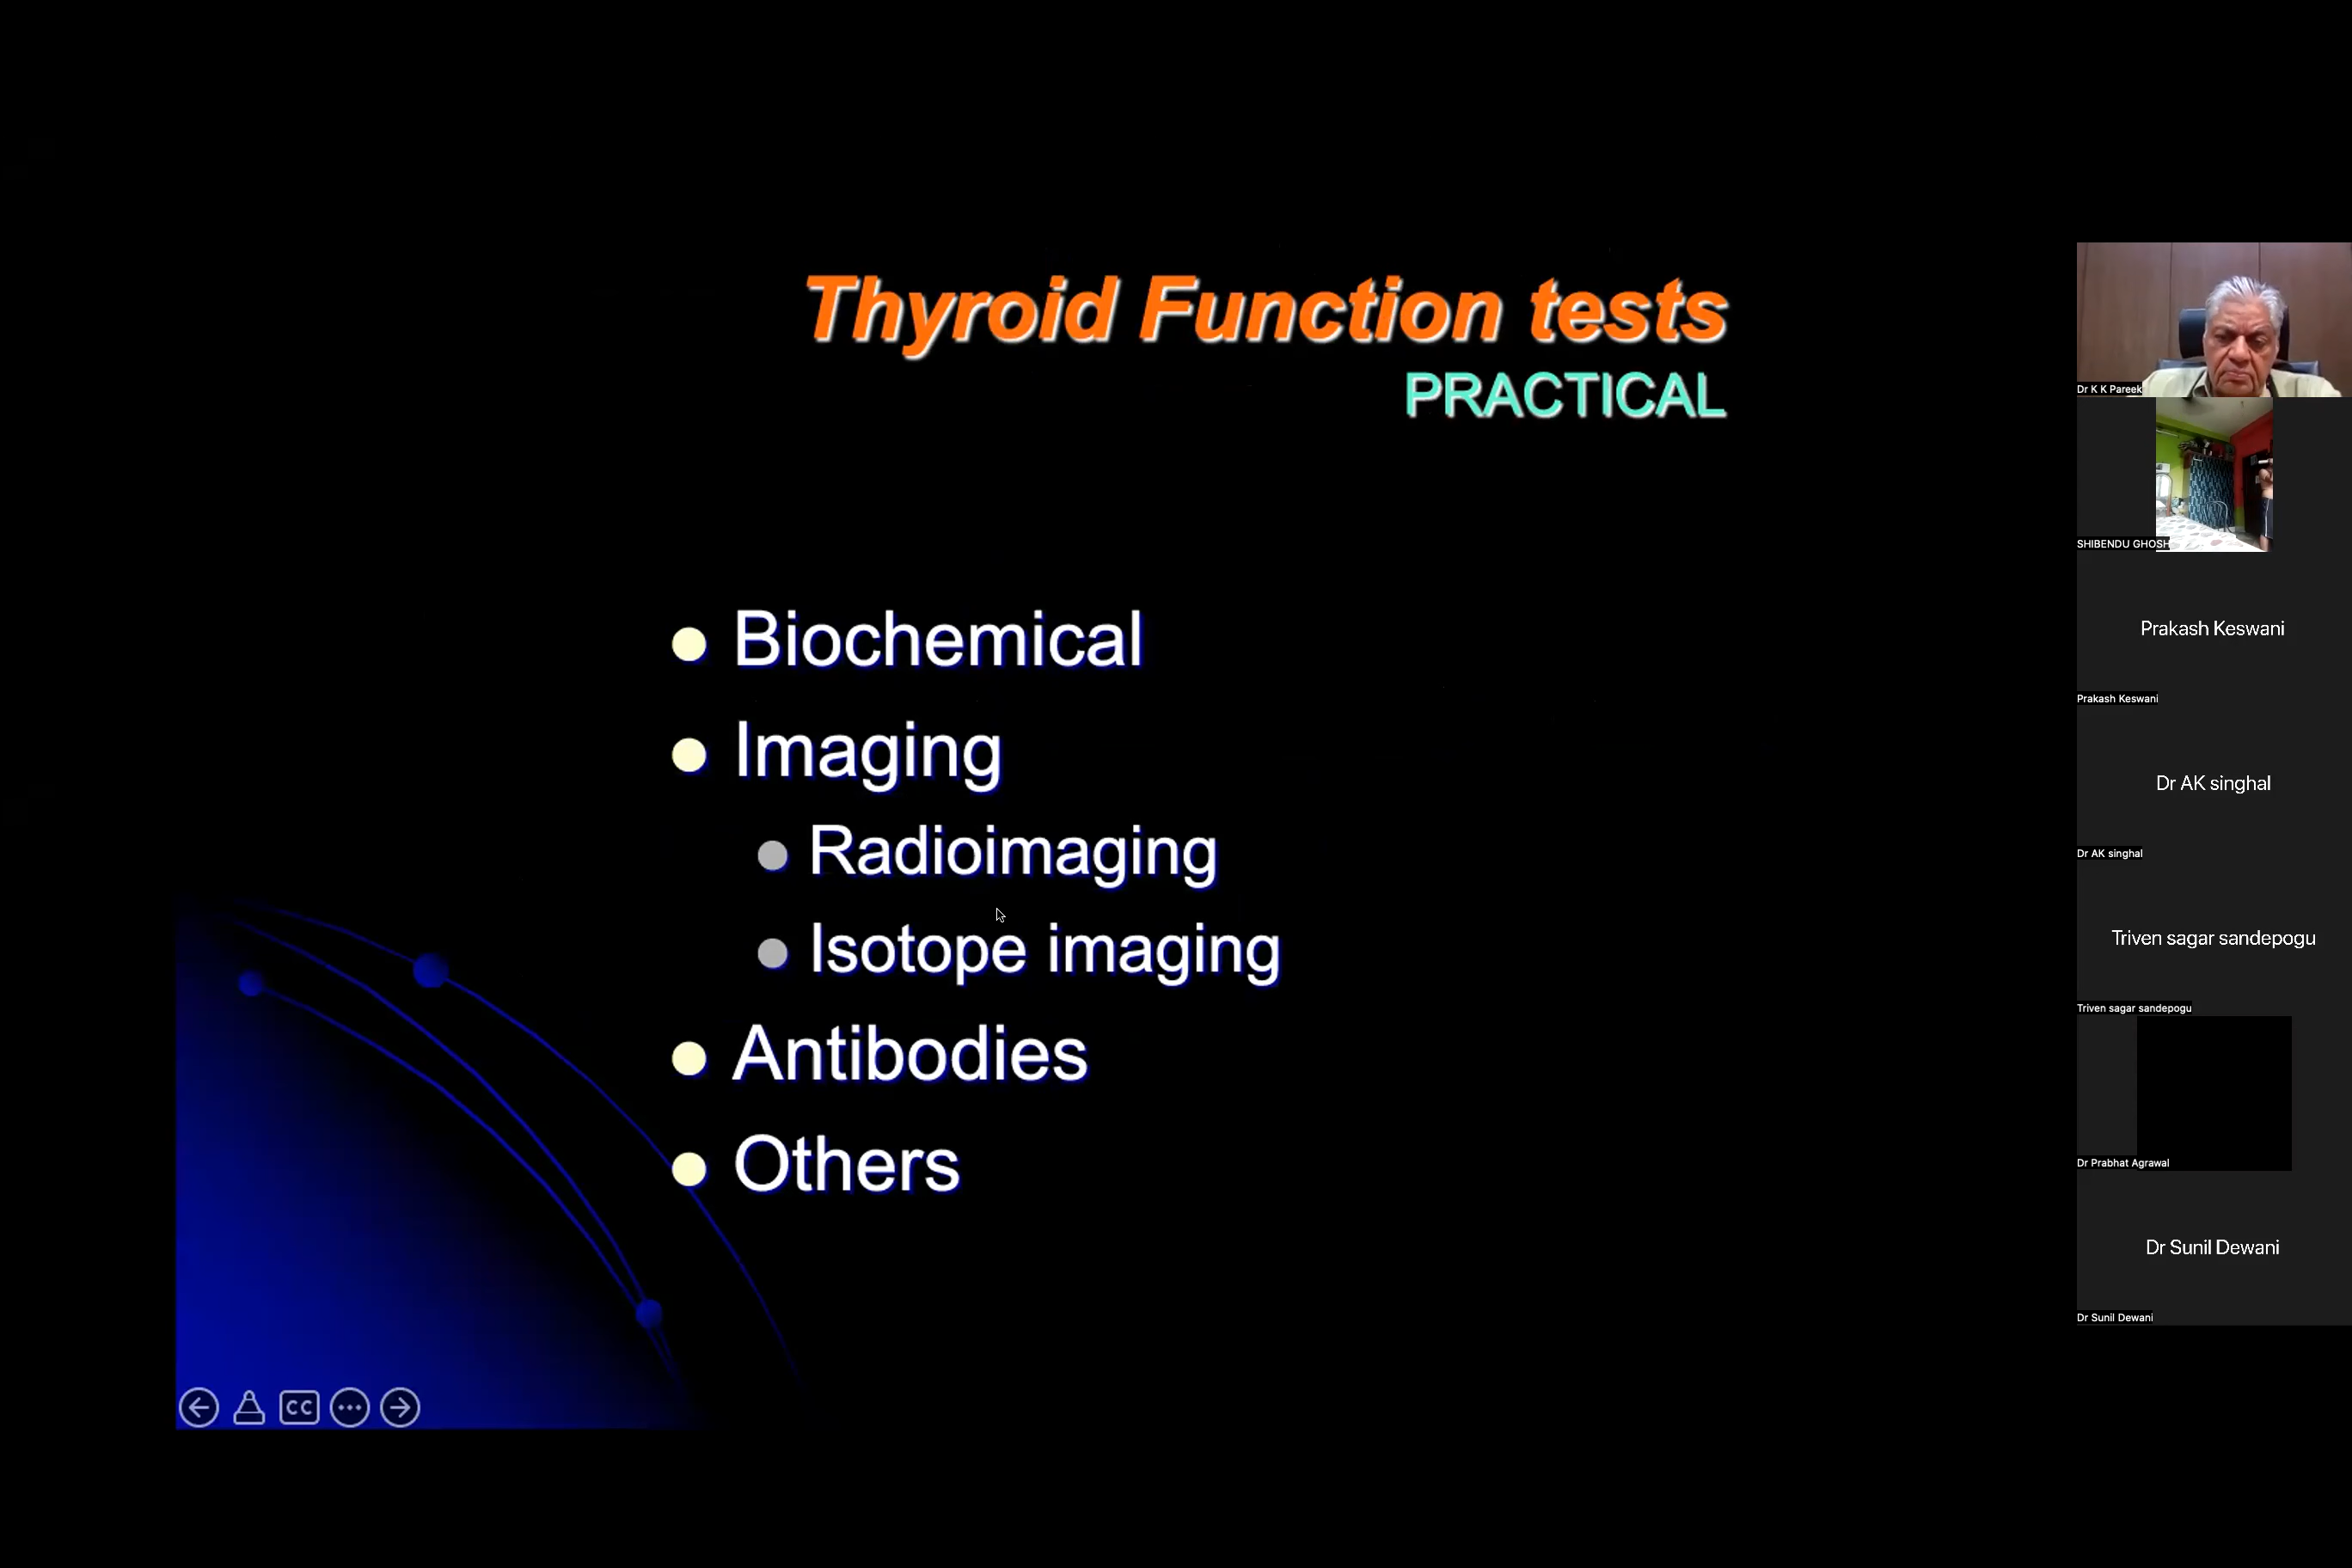 Thyroid Function tests
PRACTICAL
Biochemical
Imaging
Radioimaging
Isotope imaging
Antibodies
Others
CC
Dr K K Pareek
SHIBENDU GHOSH
Prakash Keswani
Prakash Keswani
Dr AK singhal
Dr AK singhal
Triven sagar sandepogu
Triven sagar sandepogu
Dr Prabhat Agrawal
Dr Sunil Dewani
Dr Sunil Dewani